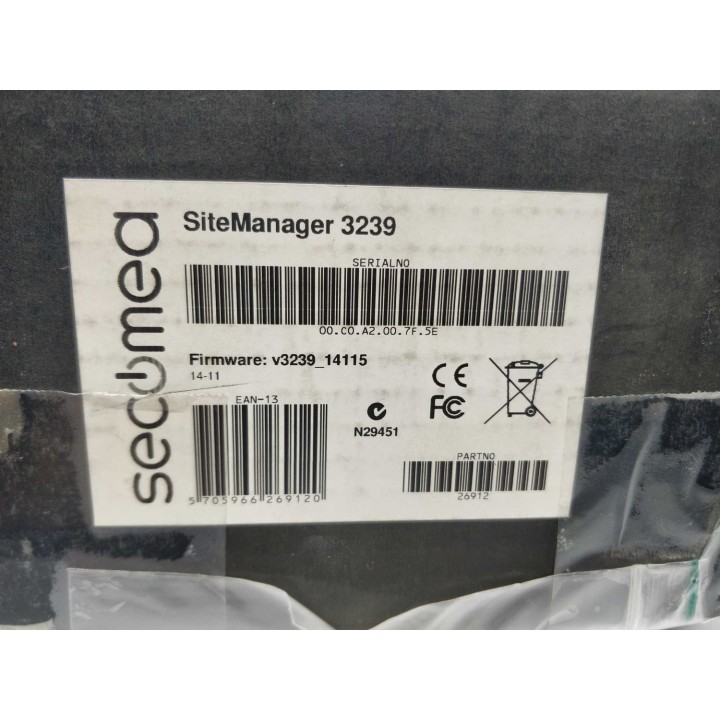 secomea
SiteManager 3239
SERIALNO
00.C0.A2.00.7F.5E
Firmware: v3239_14115
14-11
EAN-13
5 705966 269120
N29451
CE
FC
PARTNO
26912